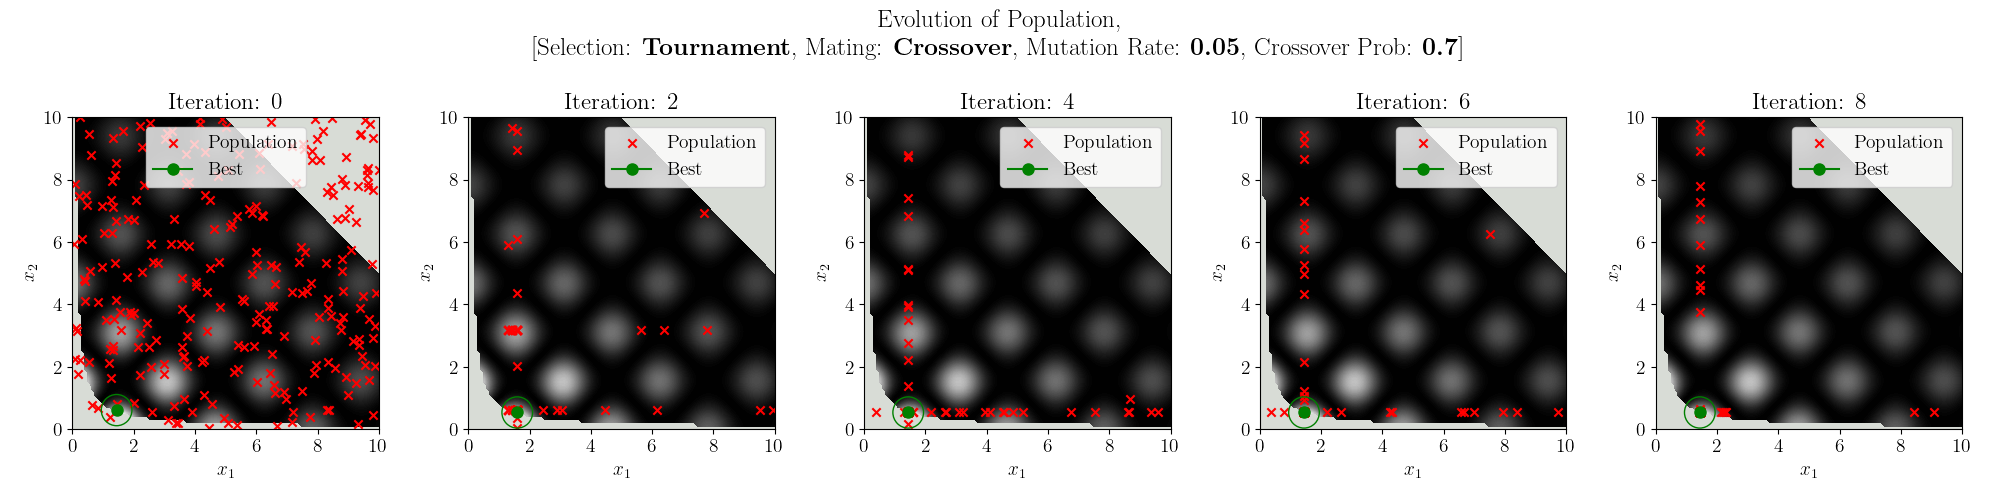 Evolution of Population,
[Selection: Tournament, Mating: Crossover, Mutation Rate: 0.05, Crossover Prob: 0.7]
Iteration: 0
10
8
6
4
2
0
x2
0 2 4 6 8 10
x1
Population
Best
Iteration: 2
10
8
6
4
2
0
x2
0 2 4 6 8 10
x1
Population
Best
Iteration: 4
10
8
6
4
2
0
x2
0 2 4 6 8 10
x1
Population
Best
Iteration: 6
10
8
6
4
2
0
x2
0 2 4 6 8 10
x1
Population
Best
Iteration: 8
10
8
6
4
2
0
x2
0 2 4 6 8 10
x1
Population
Best